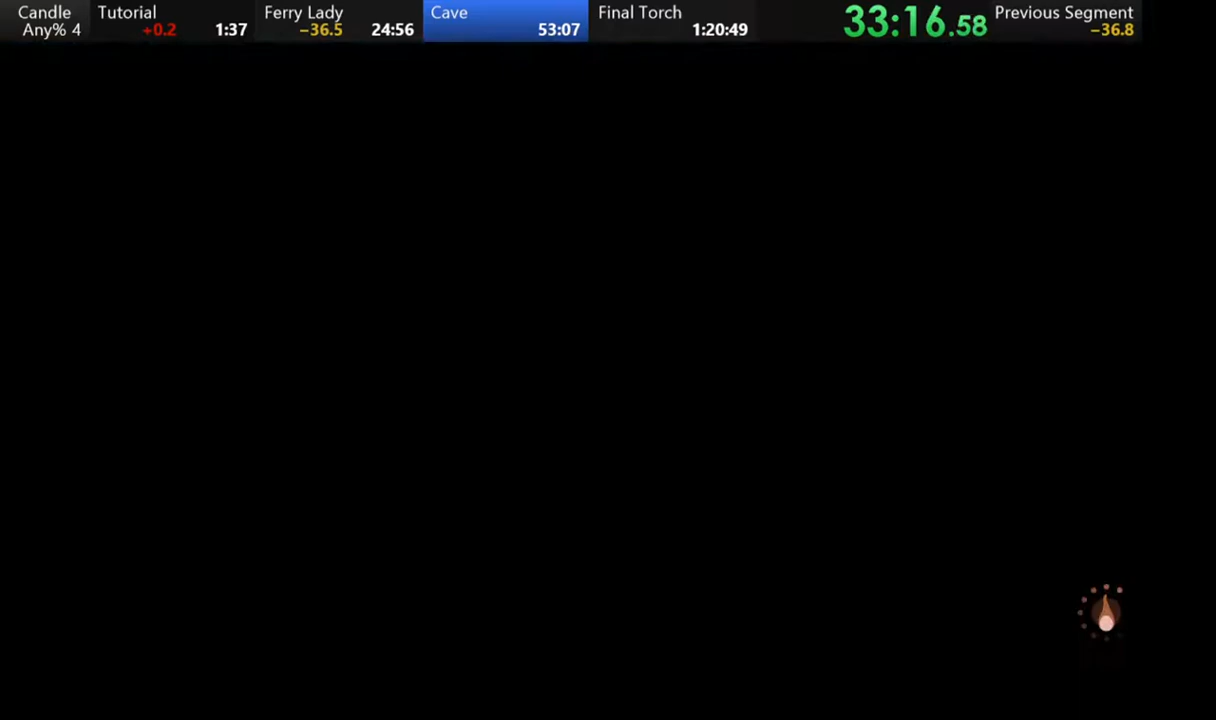 Candle
Any% 4
Tutorial
+0.2 1:37
Ferry Lady
−36.5 24:56
Cave
53:07
Final Torch
1:20:49
33:16.58
Previous Segment
−36.8